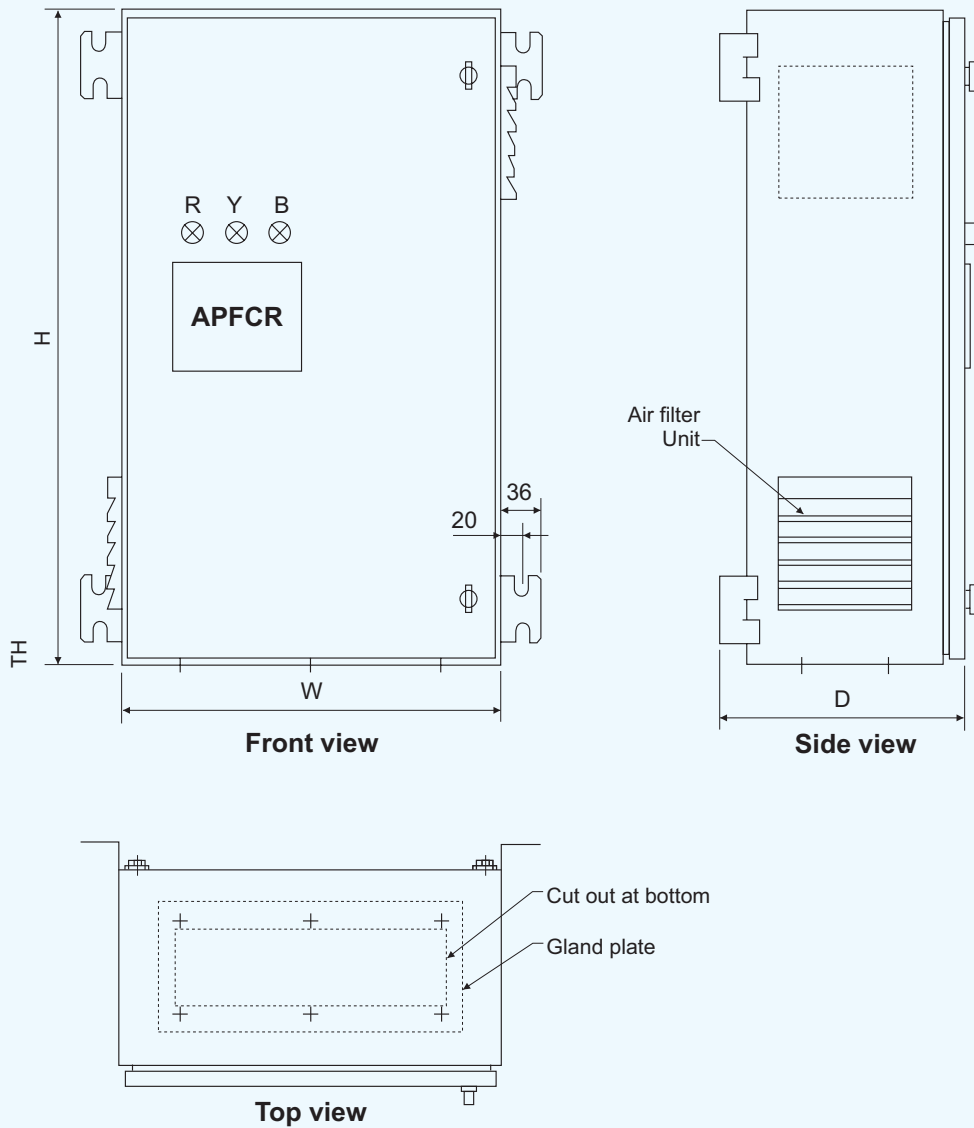 R Y B
APFCR
H
Air filter
Unit
36
20
TH
W
D
Front view
Side view
Cut out at bottom
Gland plate
Top view